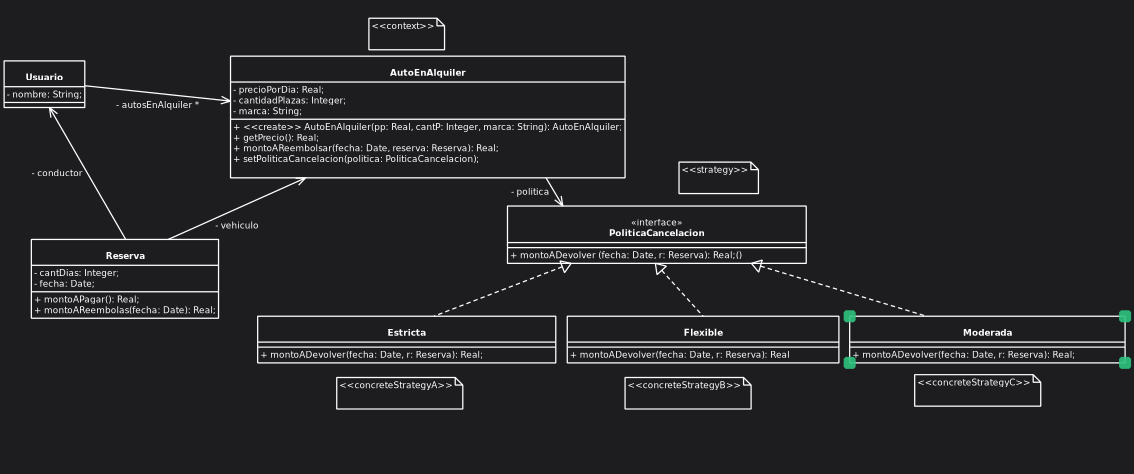 <<context>>
Usuario
- nombre: String;
- autosEnAlquiler *
AutoEnAlquiler
- precioPorDia: Real;
- cantidadPlazas: Integer;
- marca: String;
+ <<create>> AutoEnAlquiler(pp: Real, cantP: Integer, marca: String): AutoEnAlquiler;
+ getPrecio(): Real;
+ montoAReembolsar(fecha: Date, reserva: Reserva): Real;
+ setPoliticaCancelacion(politica: PoliticaCancelacion);
- conductor
- vehiculo
- politica
<<strategy>>
«interface»
PoliticaCancelacion
+ montoADevolver (fecha: Date, r: Reserva): Real;()
Reserva
- cantDias: Integer;
- fecha: Date;
+ montoAPagar(): Real;
+ montoAReembolas(fecha: Date): Real;
Estricta
+ montoADevolver(fecha: Date, r: Reserva): Real;
Flexible
+ montoADevolver(fecha: Date, r: Reserva): Real
Moderada
+ montoADevolver(fecha: Date, r: Reserva): Real;
<<concreteStrategyA>>
<<concreteStrategyB>>
<<concreteStrategyC>>